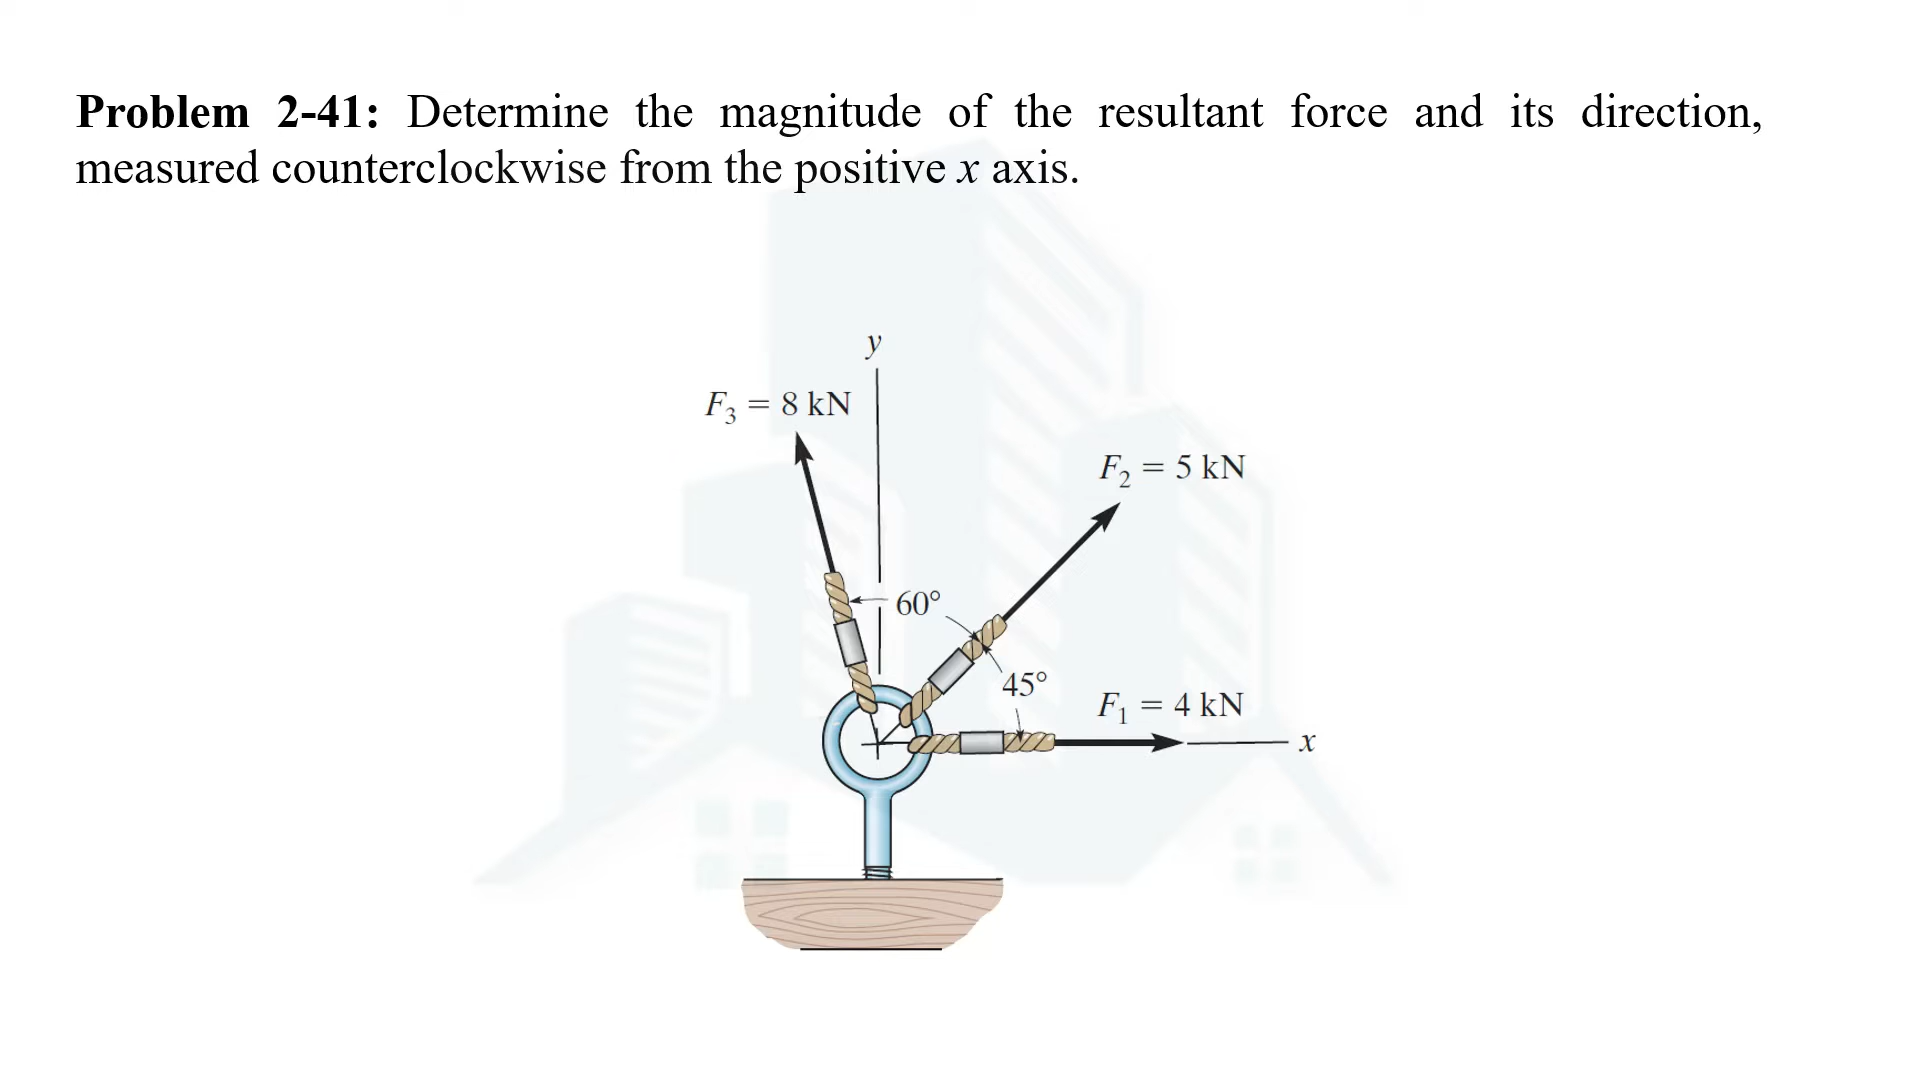 Problem 2-41: Determine the magnitude of the resultant force and its direction,
measured counterclockwise from the positive x axis.
y
F₃ = 8 kN
F₂ = 5 kN
60°
45°
F₁ = 4 kN
x